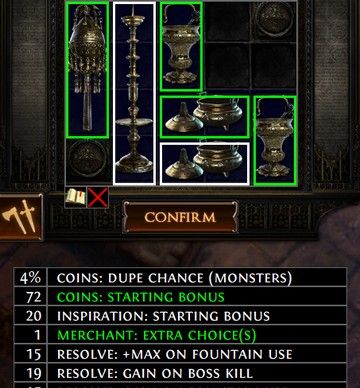 CONFIRM
4% COINS: DUPE CHANCE (MONSTERS)
72 COINS: STARTING BONUS
20 INSPIRATION: STARTING BONUS
1 MERCHANT: EXTRA CHOICE(S)
15 RESOLVE: +MAX ON FOUNTAIN USE
19 RESOLVE: GAIN ON BOSS KILL